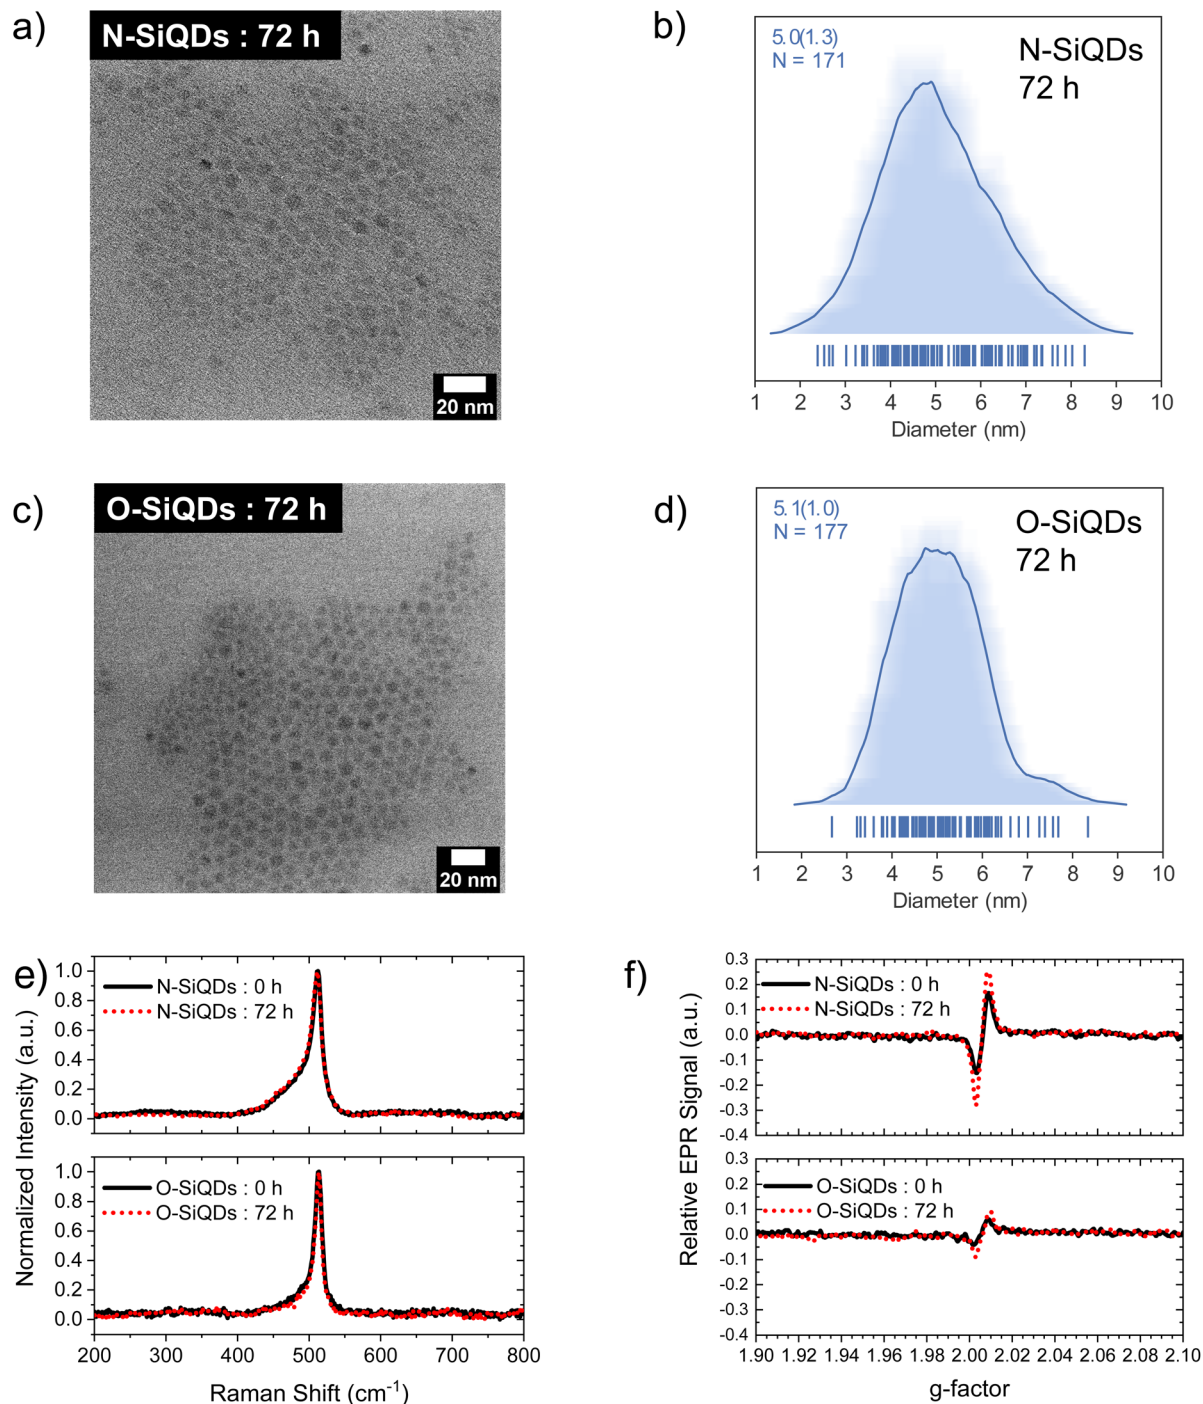 a)
N-SiQDs : 72 h
20 nm
b)
5.0(1.3)
N = 171
N-SiQDs
72 h
1 2 3 4 5 6 7 8 9 10
Diameter (nm)
c)
O-SiQDs : 72 h
20 nm
d)
5.1(1.0)
N = 177
O-SiQDs
72 h
1 2 3 4 5 6 7 8 9 10
Diameter (nm)
e)
Normalized Intensity (a.u.)
1.0
0.8
0.6
0.4
0.2
0.0
N-SiQDs : 0 h
N-SiQDs : 72 h
1.0
0.8
0.6
0.4
0.2
0.0
O-SiQDs : 0 h
O-SiQDs : 72 h
200 300 400 500 600 700 800
Raman Shift (cm⁻¹)
f)
Relative EPR Signal (a.u.)
0.3
0.2
0.1
0.0
-0.1
-0.2
-0.3
-0.4
N-SiQDs : 0 h
N-SiQDs : 72 h
0.3
0.2
0.1
0.0
-0.1
-0.2
-0.3
-0.4
O-SiQDs : 0 h
O-SiQDs : 72 h
1.90 1.92 1.94 1.96 1.98 2.00 2.02 2.04 2.06 2.08 2.10
g-factor